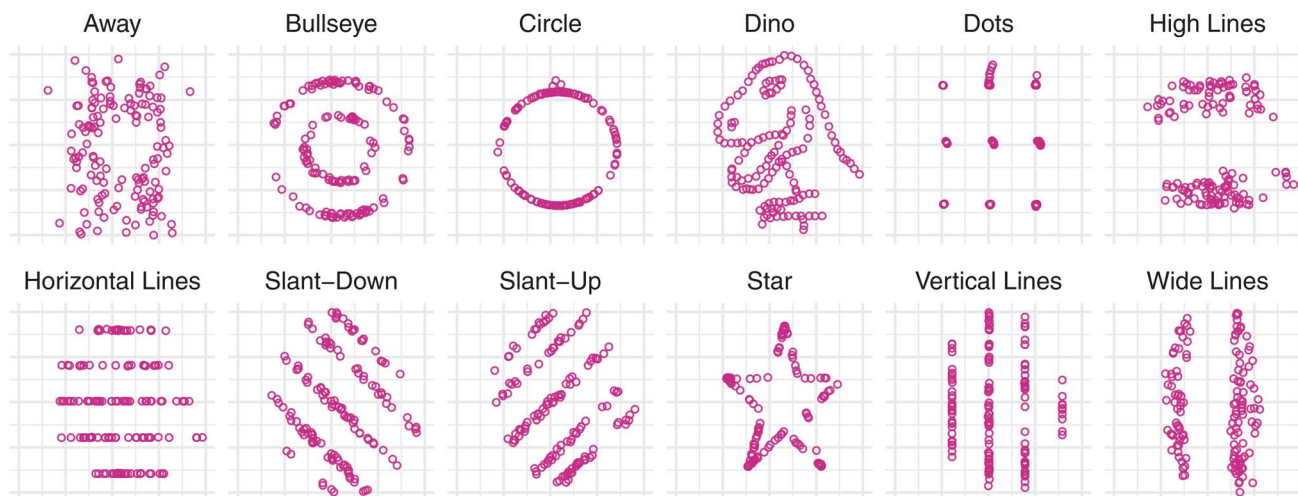 Away
Bullseye
Circle
Dino
Dots
High Lines
Horizontal Lines
Slant−Down
Slant−Up
Star
Vertical Lines
Wide Lines